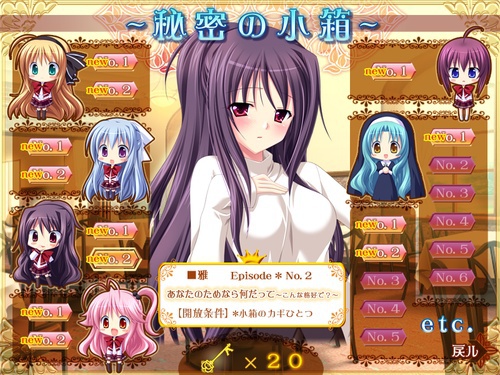 ~秘密の小箱~
new o. 1
new o. 2
new o. 1
new o. 1
new o. 2
No. 2
No. 3
No. 4
No. 5
No. 6
new o. 1
new o. 2
new o. 1
new o. 2
No. 3
No. 4
No. 5
new o. 1
new o. 2
■雅 Episode＊No. 2
あなたのためなら何だって～こんな格好で？～
【開放条件】＊小箱のカギひとつ
×20
etc.
戻ル